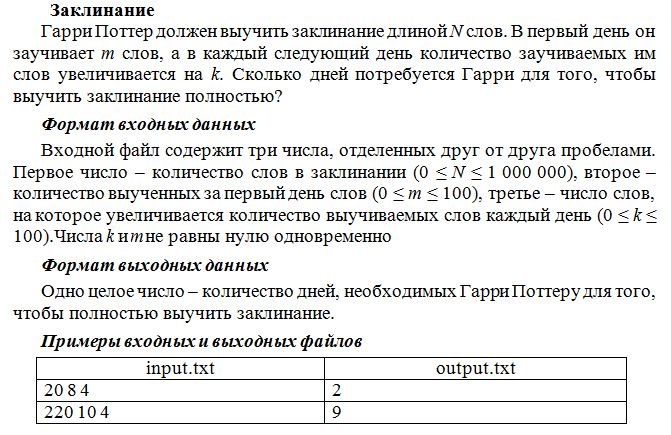 Заклинание
Гарри Поттер должен выучить заклинание длиной N слов. В первый день он
заучивает m слов, а в каждый следующий день количество заучиваемых им
слов увеличивается на k. Сколько дней потребуется Гарри для того, чтобы
выучить заклинание полностью?
Формат входных данных
Входной файл содержит три числа, отделенных друг от друга пробелами.
Первое число – количество слов в заклинании (0 ≤ N ≤ 1 000 000), второе –
количество выученных за первый день слов (0 ≤ m ≤ 100), третье – число слов,
на которое увеличивается количество выучиваемых слов каждый день (0 ≤ k ≤
100).Числа k и m не равны нулю одновременно
Формат выходных данных
Одно целое число – количество дней, необходимых Гарри Поттеру для того,
чтобы полностью выучить заклинание.
Примеры входных и выходных файлов
input.txt output.txt
20 8 4 2
220 10 4 9